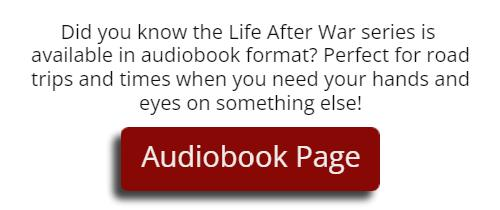 Did you know the Life After War series is
available in audiobook format? Perfect for road
trips and times when you need your hands and
eyes on something else!
Audiobook Page